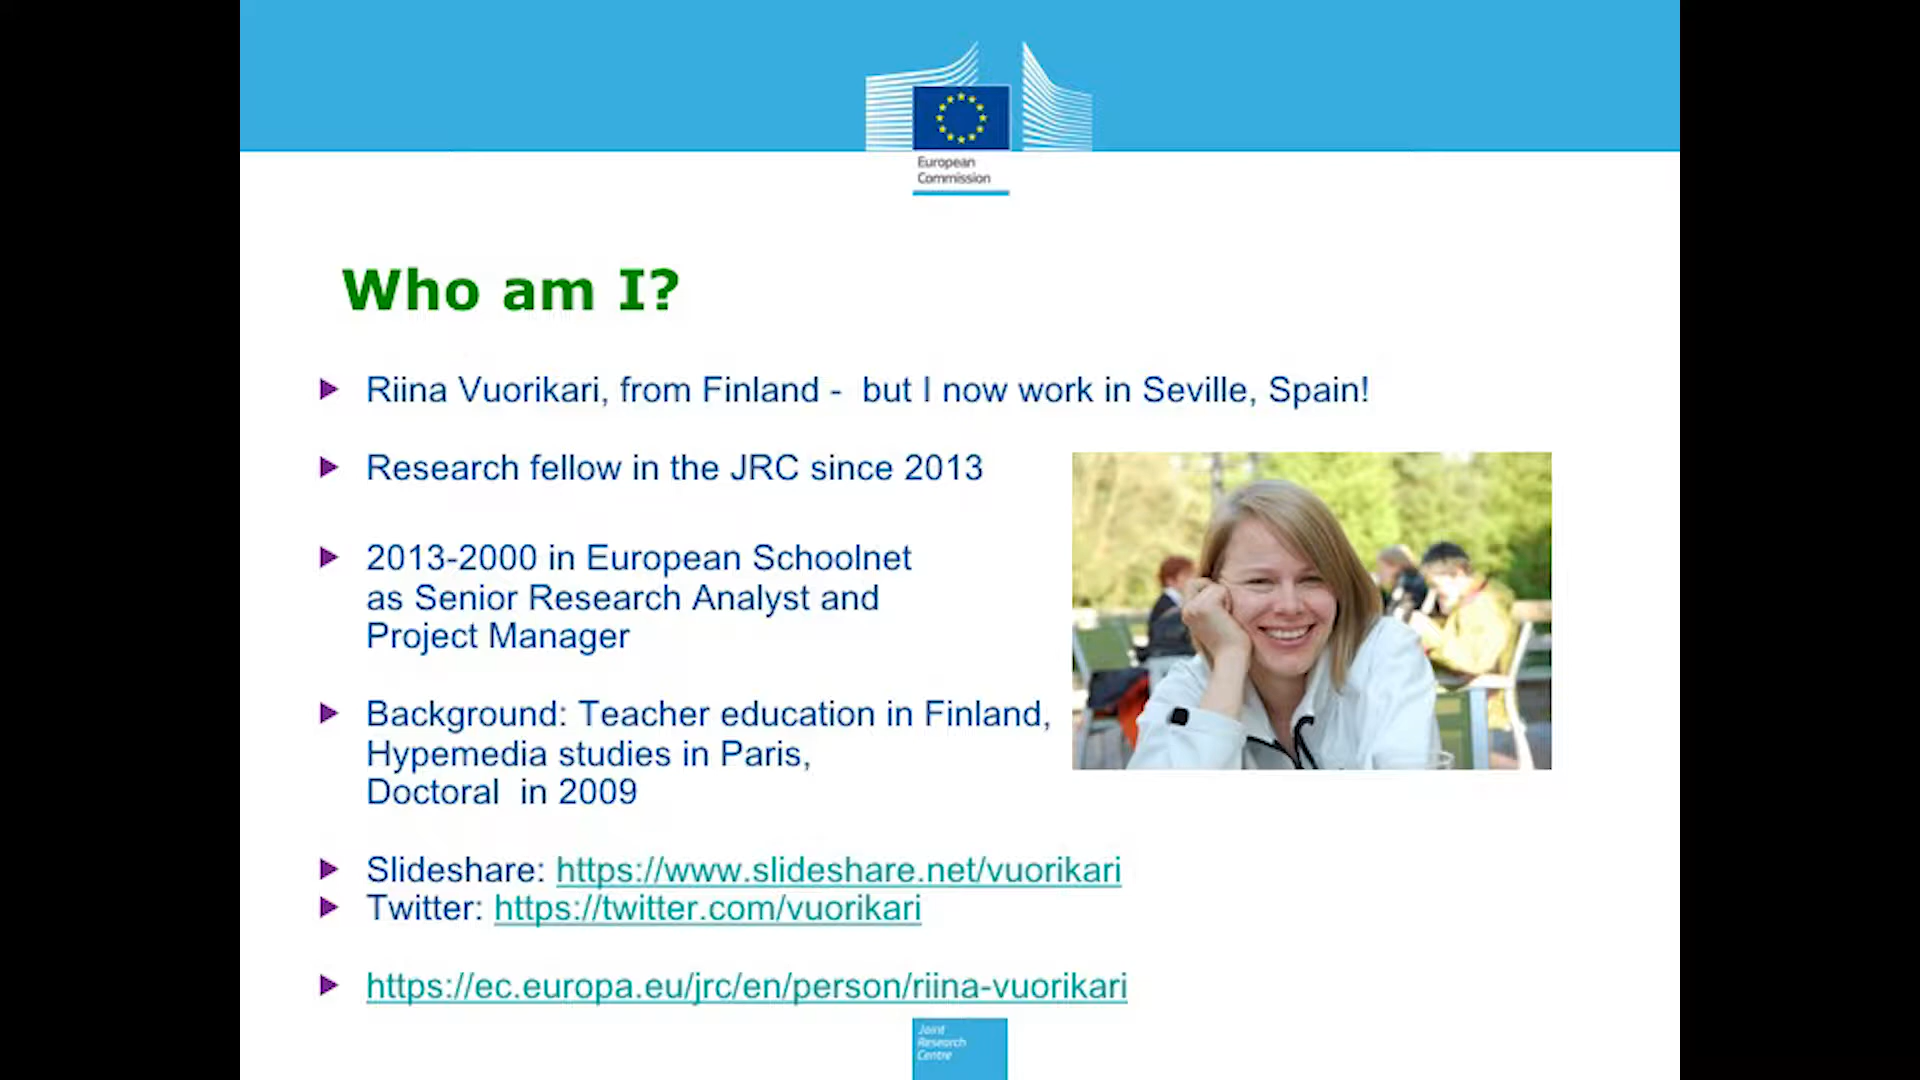 European
Commission
Who am I?
Riina Vuorikari, from Finland - but I now work in Seville, Spain!
Research fellow in the JRC since 2013
2013-2000 in European Schoolnet
as Senior Research Analyst and
Project Manager
Background: Teacher education in Finland,
Hypemedia studies in Paris,
Doctoral in 2009
Slideshare: https://www.slideshare.net/vuorikari
Twitter: https://twitter.com/vuorikari
https://ec.europa.eu/jrc/en/person/riina-vuorikari
Joint
Research
Centre